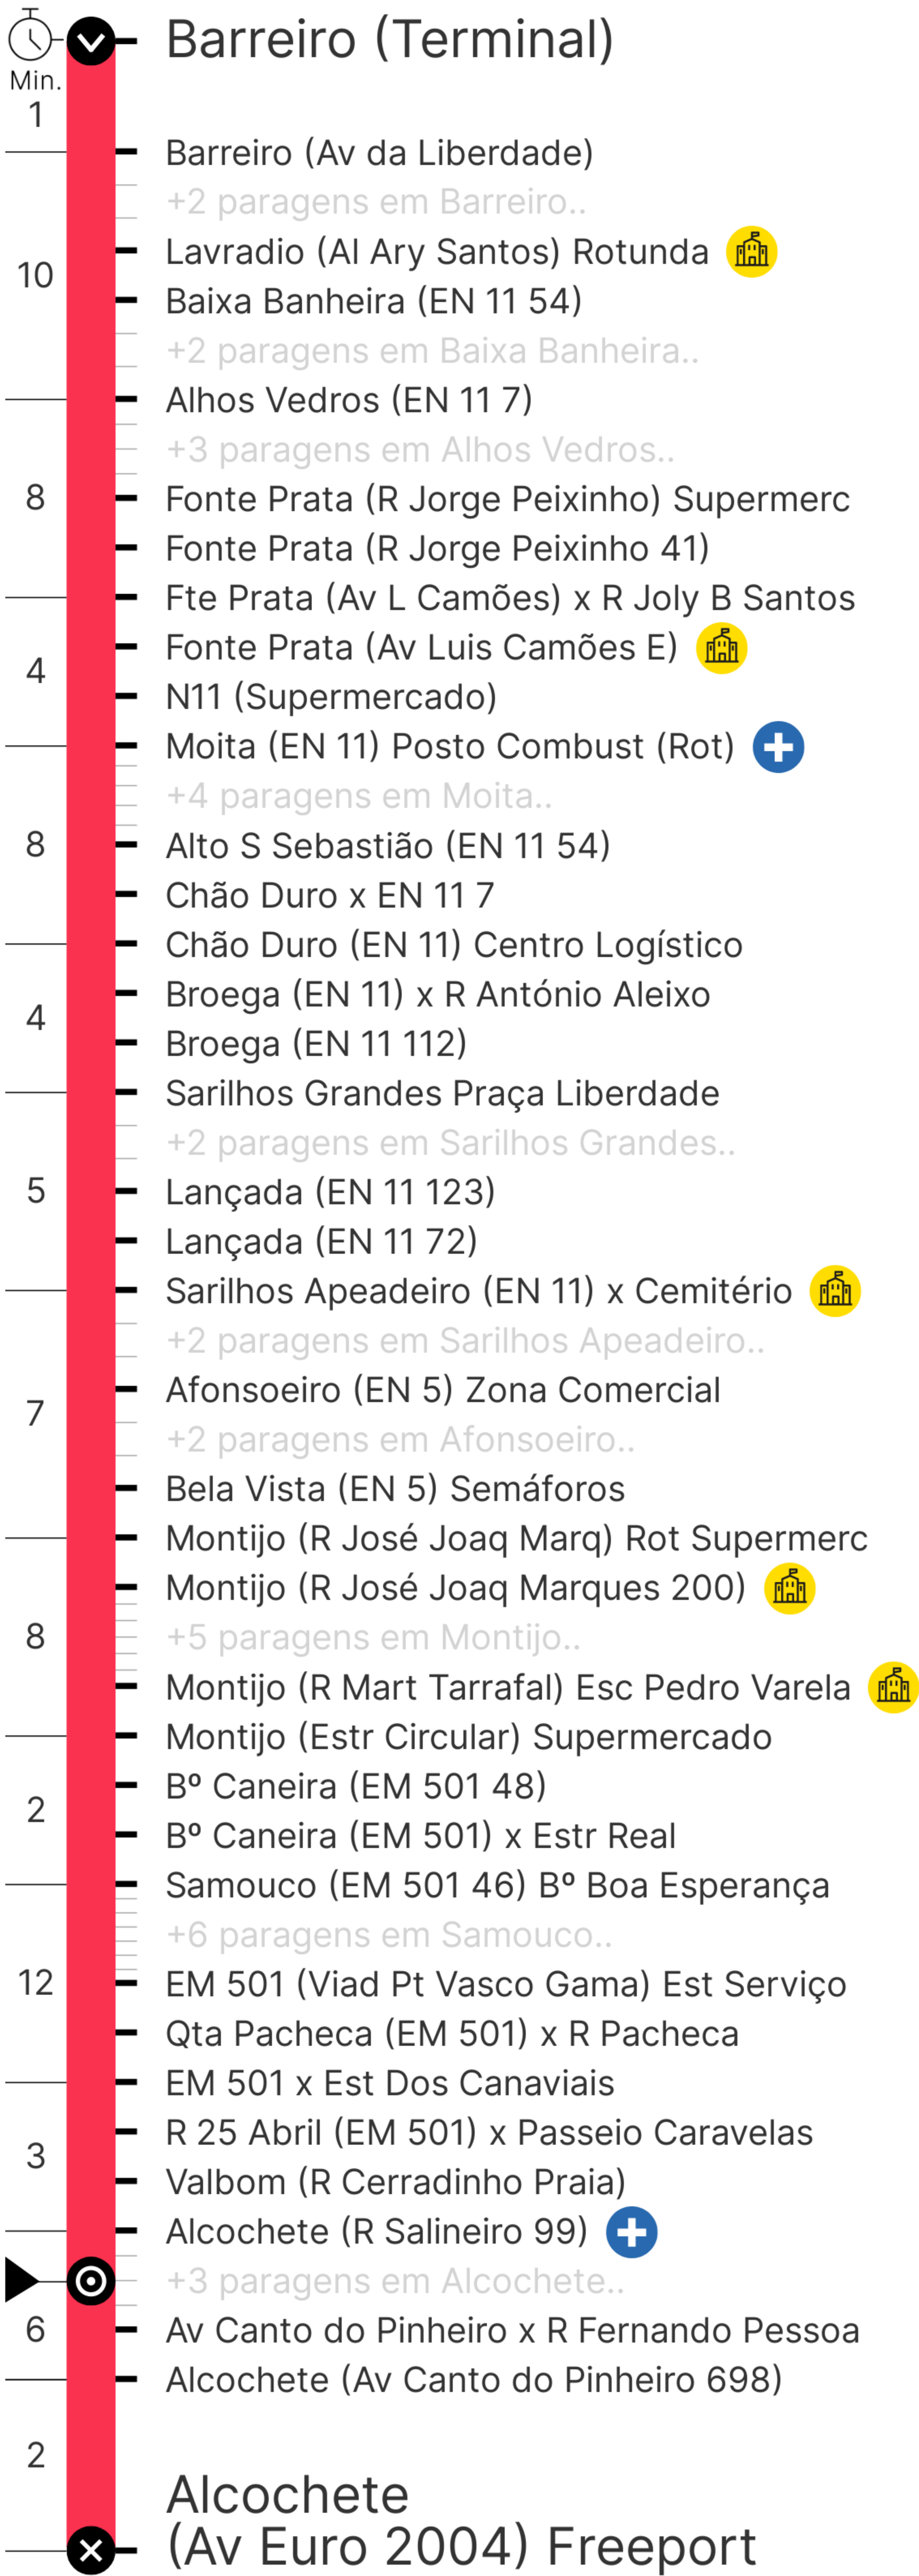 Barreiro (Terminal)
Min.
1
Barreiro (Av da Liberdade)
+2 paragens em Barreiro..
Lavradio (Al Ary Santos) Rotunda
10
Baixa Banheira (EN 11 54)
+2 paragens em Baixa Banheira..
Alhos Vedros (EN 11 7)
+3 paragens em Alhos Vedros..
8
Fonte Prata (R Jorge Peixinho) Supermerc
Fonte Prata (R Jorge Peixinho 41)
Fte Prata (Av L Camões) x R Joly B Santos
Fonte Prata (Av Luis Camões E)
4
N11 (Supermercado)
Moita (EN 11) Posto Combust (Rot)
+4 paragens em Moita..
8
Alto S Sebastião (EN 11 54)
Chão Duro x EN 11 7
Chão Duro (EN 11) Centro Logístico
Broega (EN 11) x R António Aleixo
4
Broega (EN 11 112)
Sarilhos Grandes Praça Liberdade
+2 paragens em Sarilhos Grandes..
5
Lançada (EN 11 123)
Lançada (EN 11 72)
Sarilhos Apeadeiro (EN 11) x Cemitério
+2 paragens em Sarilhos Apeadeiro..
Afonsoeiro (EN 5) Zona Comercial
7
+2 paragens em Afonsoeiro..
Bela Vista (EN 5) Semáforos
Montijo (R José Joaq Marq) Rot Supermerc
Montijo (R José Joaq Marques 200)
8
+5 paragens em Montijo..
Montijo (R Mart Tarrafal) Esc Pedro Varela
Montijo (Estr Circular) Supermercado
Bº Caneira (EM 501 48)
2
Bº Caneira (EM 501) x Estr Real
Samouco (EM 501 46) Bº Boa Esperança
+6 paragens em Samouco..
12
EM 501 (Viad Pt Vasco Gama) Est Serviço
Qta Pacheca (EM 501) x R Pacheca
EM 501 x Est Dos Canaviais
R 25 Abril (EM 501) x Passeio Caravelas
3
Valbom (R Cerradinho Praia)
Alcochete (R Salineiro 99)
+3 paragens em Alcochete..
6
Av Canto do Pinheiro x R Fernando Pessoa
Alcochete (Av Canto do Pinheiro 698)
2
Alcochete
(Av Euro 2004) Freeport